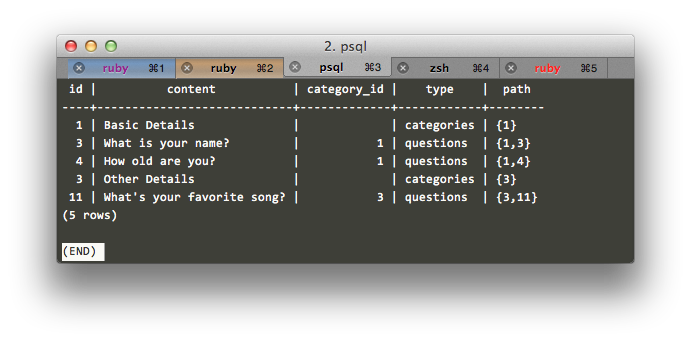 2. psql
ruby ⌘1 ruby ⌘2 psql ⌘3 zsh ⌘4 ruby ⌘5
 id |          content           | category_id |    type    |  path
----+----------------------------+-------------+------------+--------
  1 | Basic Details              |             | categories | {1}
  3 | What is your name?         |           1 | questions  | {1,3}
  4 | How old are you?           |           1 | questions  | {1,4}
  3 | Other Details              |             | categories | {3}
 11 | What's your favorite song? |           3 | questions  | {3,11}
(5 rows)
(END)